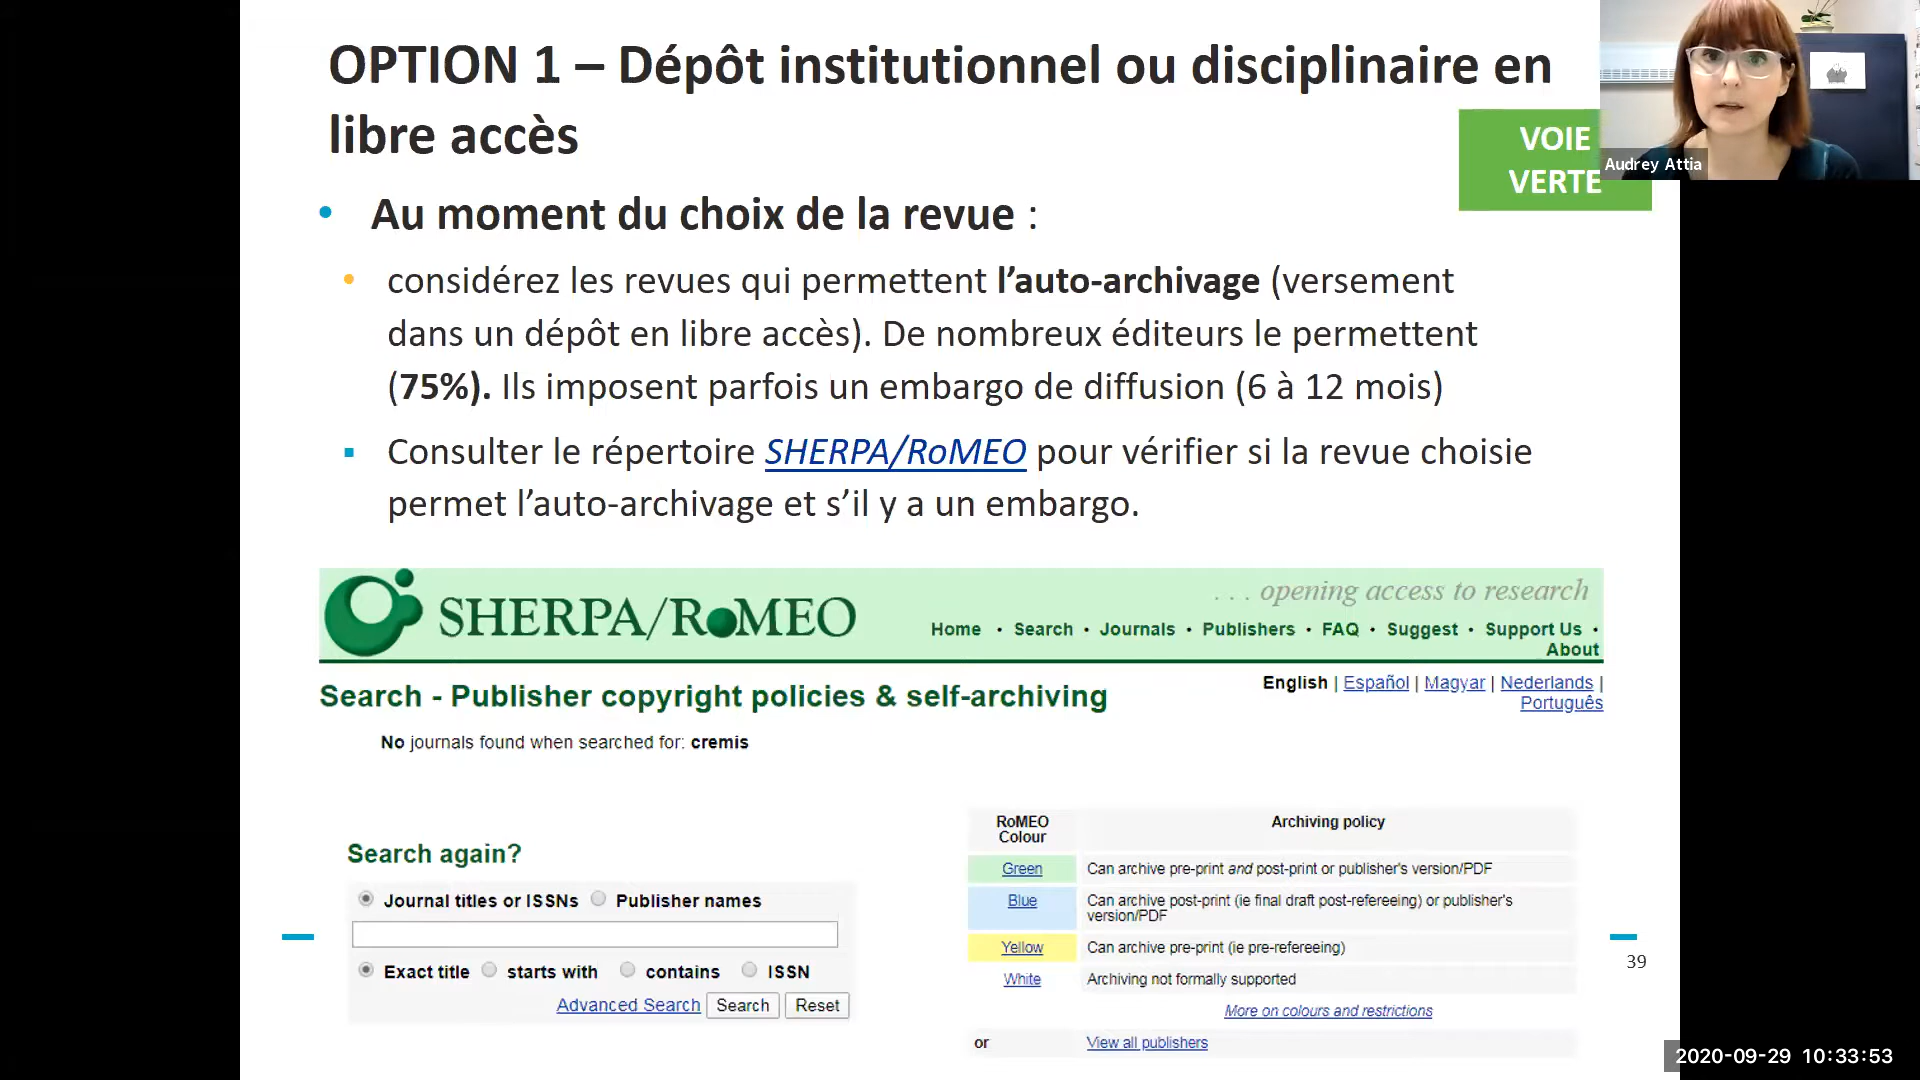 OPTION 1 – Dépôt institutionnel ou disciplinaire en
libre accès
VOIE
VERTE
Audrey Attia
• Au moment du choix de la revue :
• considérez les revues qui permettent l’auto-archivage (versement
dans un dépôt en libre accès). De nombreux éditeurs le permettent
(75%). Ils imposent parfois un embargo de diffusion (6 à 12 mois)
▪ Consulter le répertoire SHERPA/RoMEO pour vérifier si la revue choisie
permet l’auto-archivage et s’il y a un embargo.
SHERPA/RoMEO
. . . opening access to research
Home • Search • Journals • Publishers • FAQ • Suggest • Support Us •
About
Search - Publisher copyright policies & self-archiving
English | Español | Magyar | Nederlands |
Português
No journals found when searched for: cremis
Search again?
Journal titles or ISSNs Publisher names
Exact title starts with contains ISSN
Advanced Search Search Reset
RoMEO
Colour
Archiving policy
Green Can archive pre-print and post-print or publisher's version/PDF
Blue Can archive post-print (ie final draft post-refereeing) or publisher's
version/PDF
Yellow Can archive pre-print (ie pre-refereeing)
White Archiving not formally supported
More on colours and restrictions
or View all publishers
39
2020-09-29 10:33:53